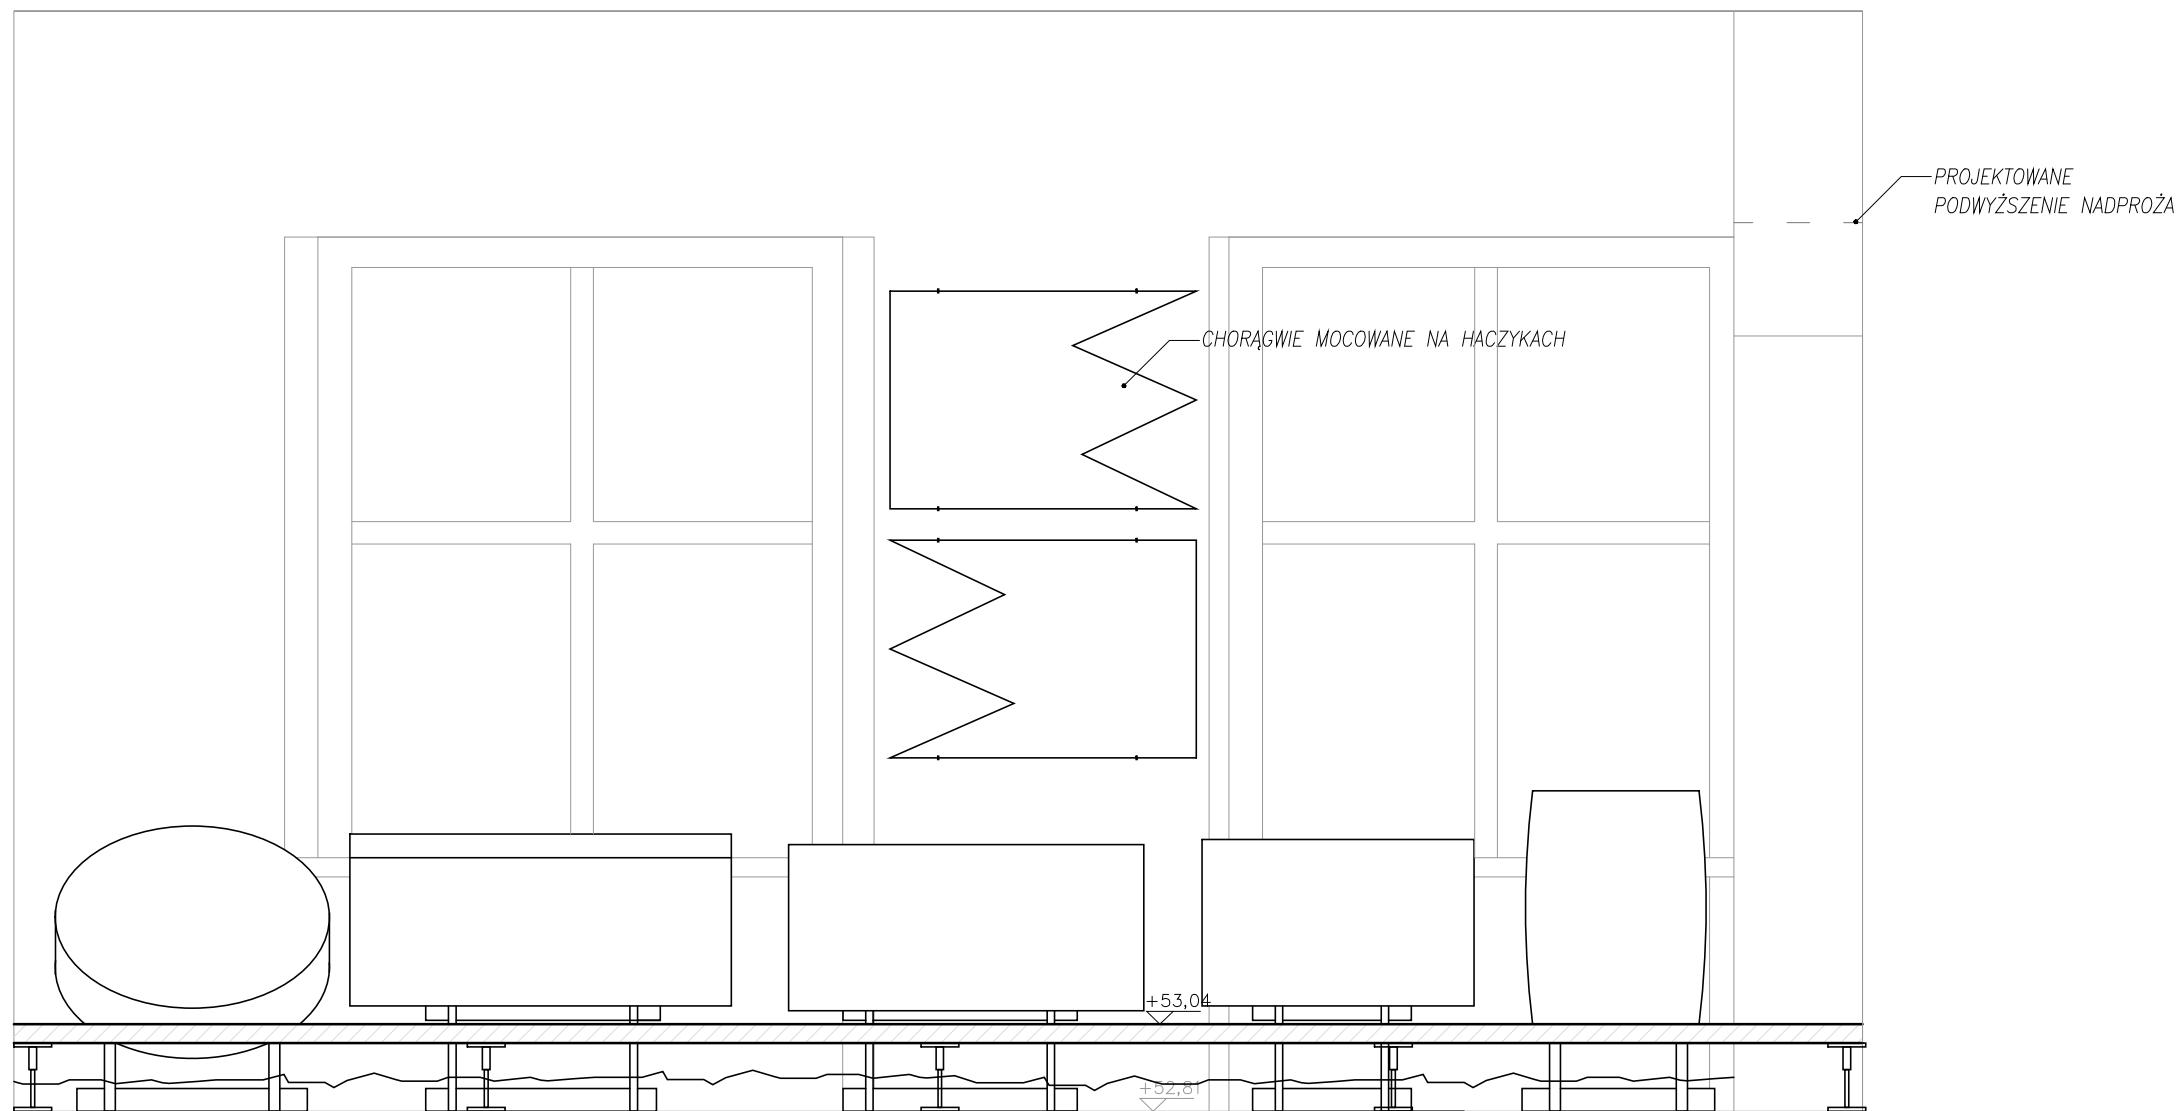 PROJEKTOWANE
PODWYŻSZENIE NADPROŻA
CHORĄGWIE MOCOWANE NA HACZYKACH
+53,04
+52,81